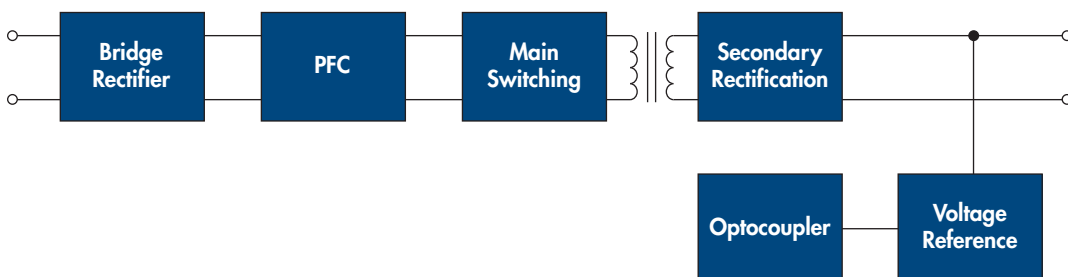 Bridge
Rectifier
PFC
Main
Switching
Secondary
Rectification
Optocoupler
Voltage
Reference